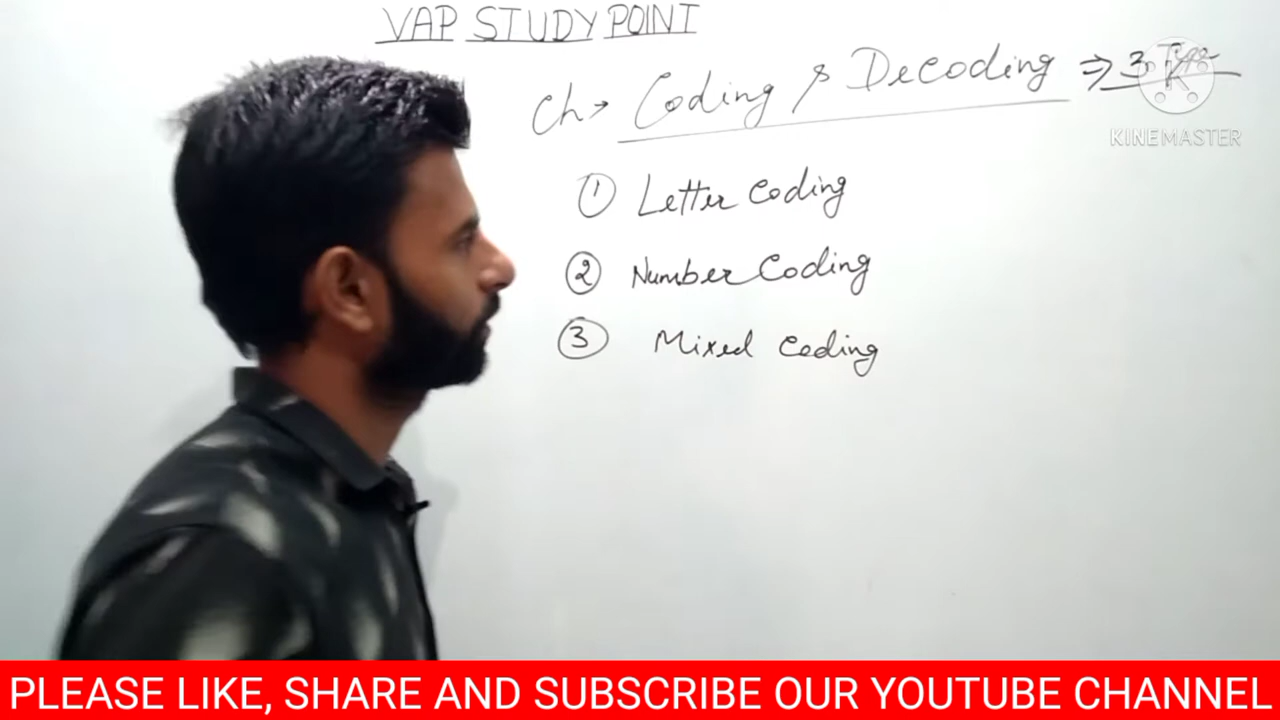 VAP STUDY POINT
Ch→ Coding & Decoding ⇒ 3
KINEMASTER
① Letter Coding
② Number Coding
③ Mixed Coding
PLEASE LIKE, SHARE AND SUBSCRIBE OUR YOUTUBE CHANNEL